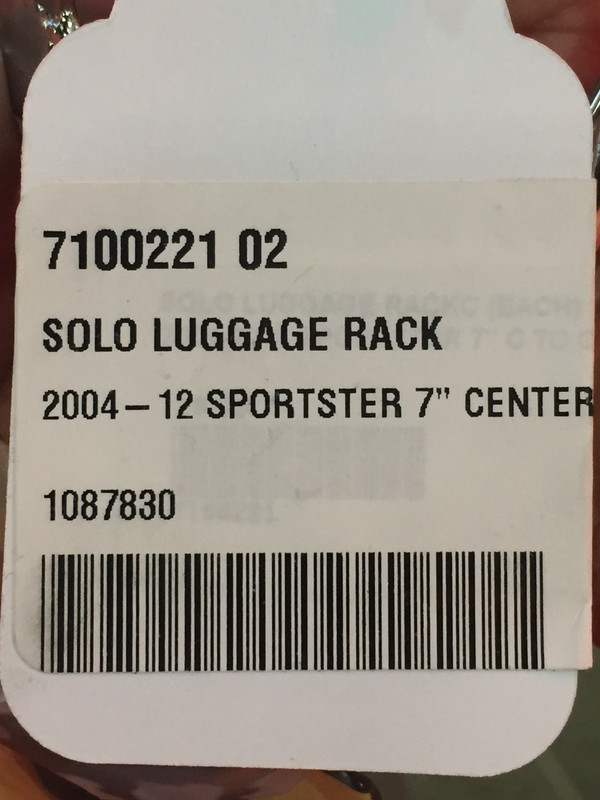 7100221 02
SOLO LUGGAGE RACK
2004–12 SPORTSTER 7" CENTER
1087830